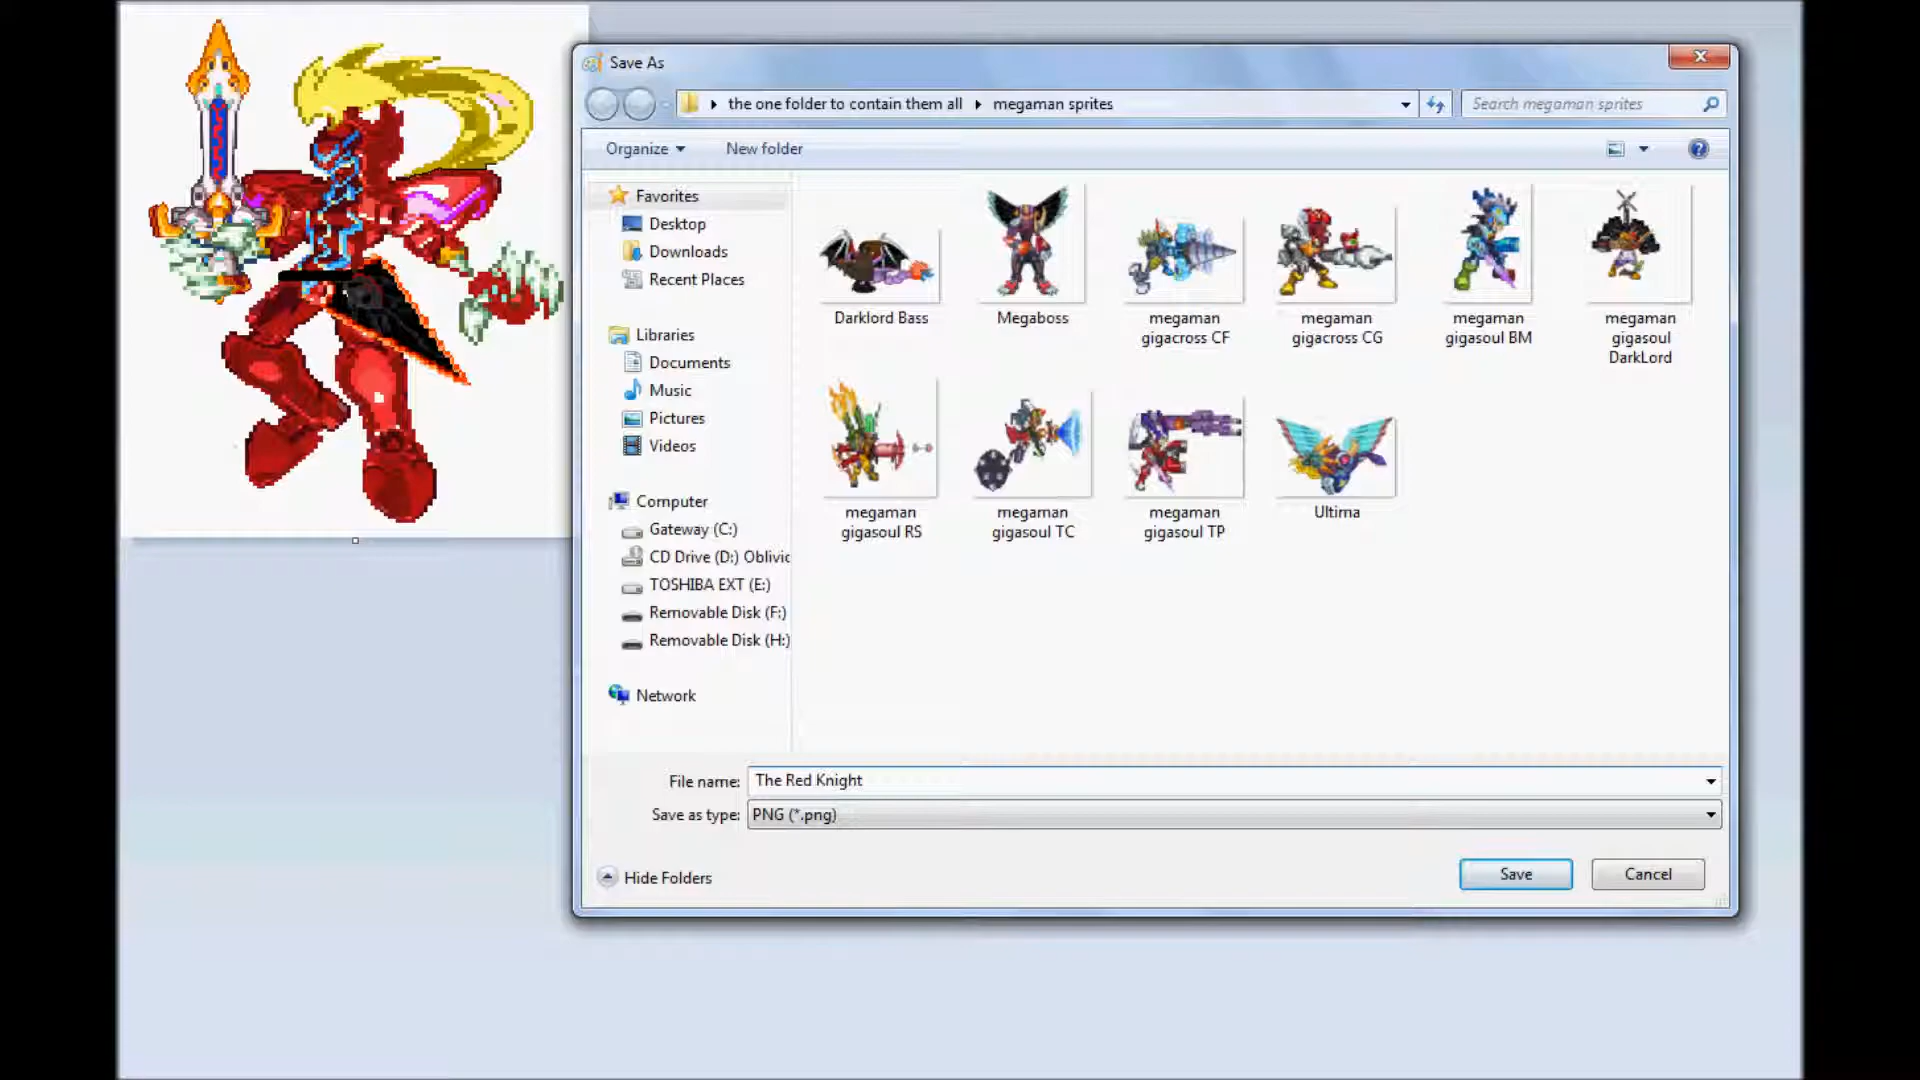 Save As
the one folder to contain them all
megaman sprites
Search megaman sprites
Organize
New folder
Favorites
Desktop
Downloads
Recent Places
Libraries
Documents
Music
Pictures
Videos
Computer
Gateway (C:)
CD Drive (D:) Oblivic
TOSHIBA EXT (E:)
Removable Disk (F:)
Removable Disk (H:)
Network
Darklord Bass
Megaboss
megaman
gigacross CF
megaman
gigacross CG
megaman
gigasoul BM
megaman
gigasoul
DarkLord
megaman
gigasoul RS
megaman
gigasoul TC
megaman
gigasoul TP
Ultima
File name: The Red Knight
Save as type: PNG (*.png)
Hide Folders
Save
Cancel